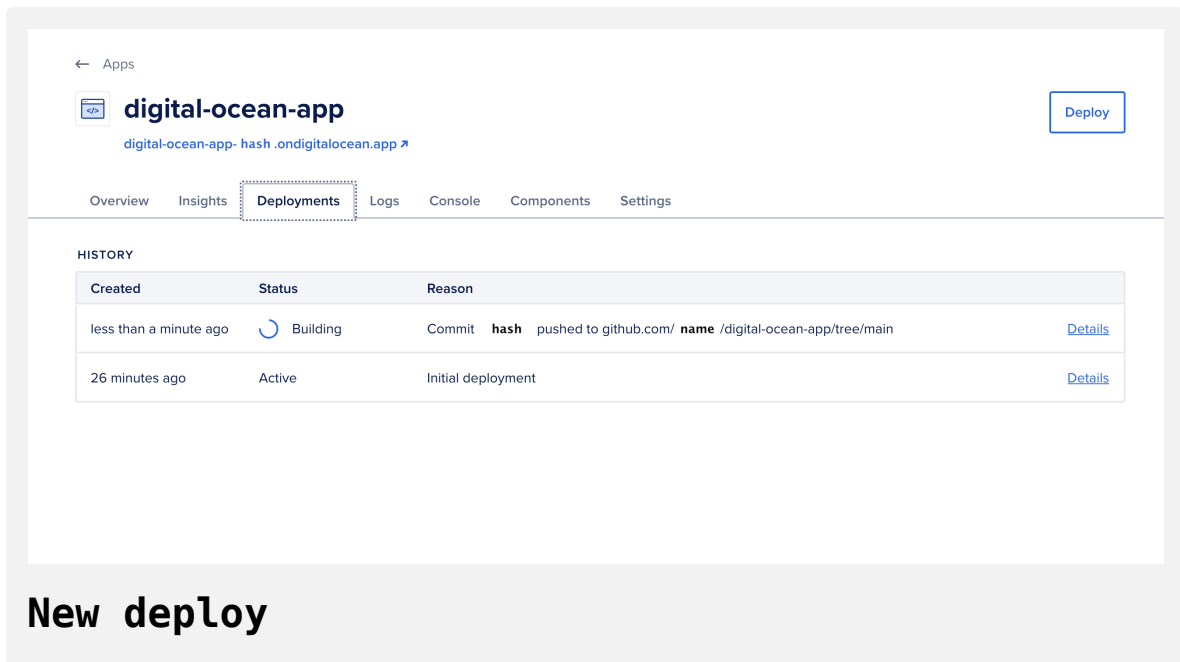 ← Apps
</>
digital-ocean-app
Deploy
digital-ocean-app- hash .ondigitalocean.app ↗
Overview Insights Deployments Logs Console Components Settings
HISTORY
Created Status Reason
less than a minute ago Building Commit hash pushed to github.com/ name /digital-ocean-app/tree/main Details
26 minutes ago Active Initial deployment Details
New deploy